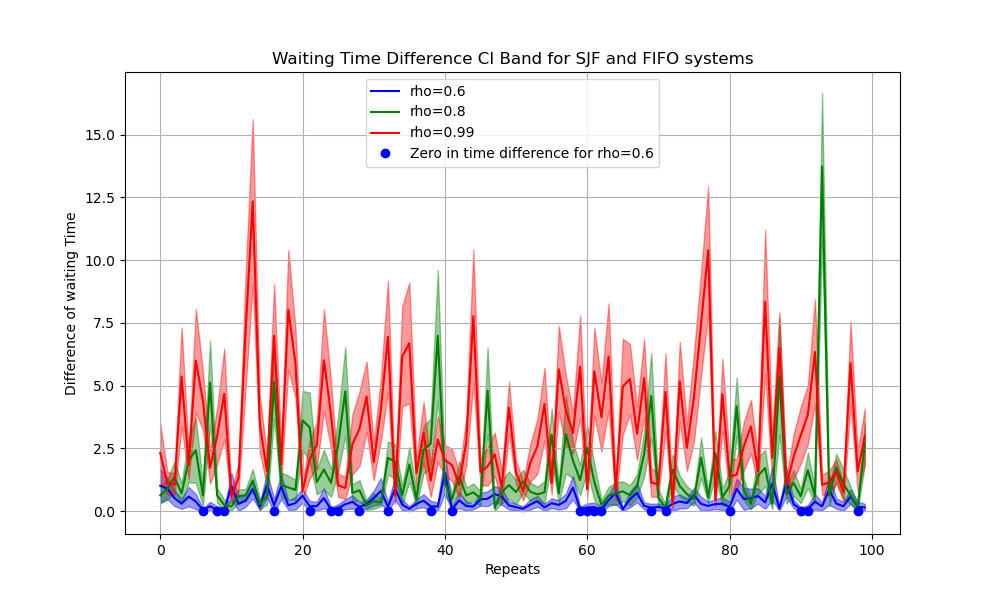 Waiting Time Difference CI Band for SJF and FIFO systems
rho=0.6
rho=0.8
rho=0.99
Zero in time difference for rho=0.6
Difference of waiting Time
15.0
12.5
10.0
7.5
5.0
2.5
0.0
0 20 40 60 80 100
Repeats